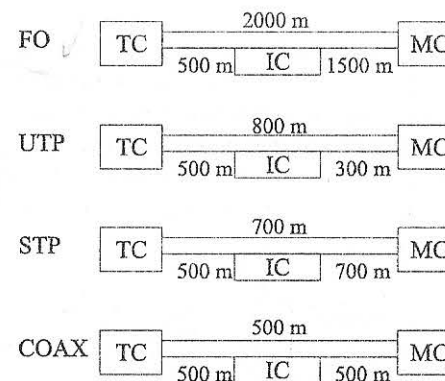 2000 m
FO TC IC MC
500 m 1500 m
800 m
UTP TC IC MC
500 m 300 m
700 m
STP TC IC MC
500 m 700 m
500 m
COAX TC IC MC
500 m 500 m